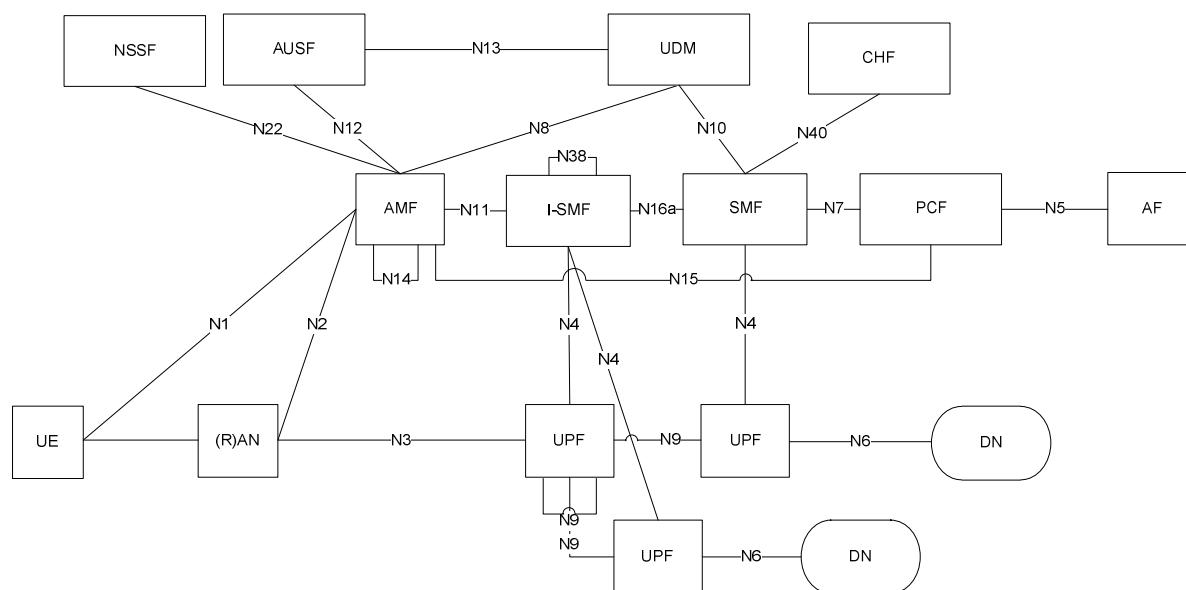 NSSF
AUSF
N13
UDM
CHF
N22
N12
N8
N10
N40
N38
AMF
N11
I-SMF
N16a
SMF
N7
PCF
N5
AF
N14
N15
N1
N2
N4
N4
N4
UE
(R)AN
N3
UPF
N9
UPF
N6
DN
N9
N9
UPF
N6
DN